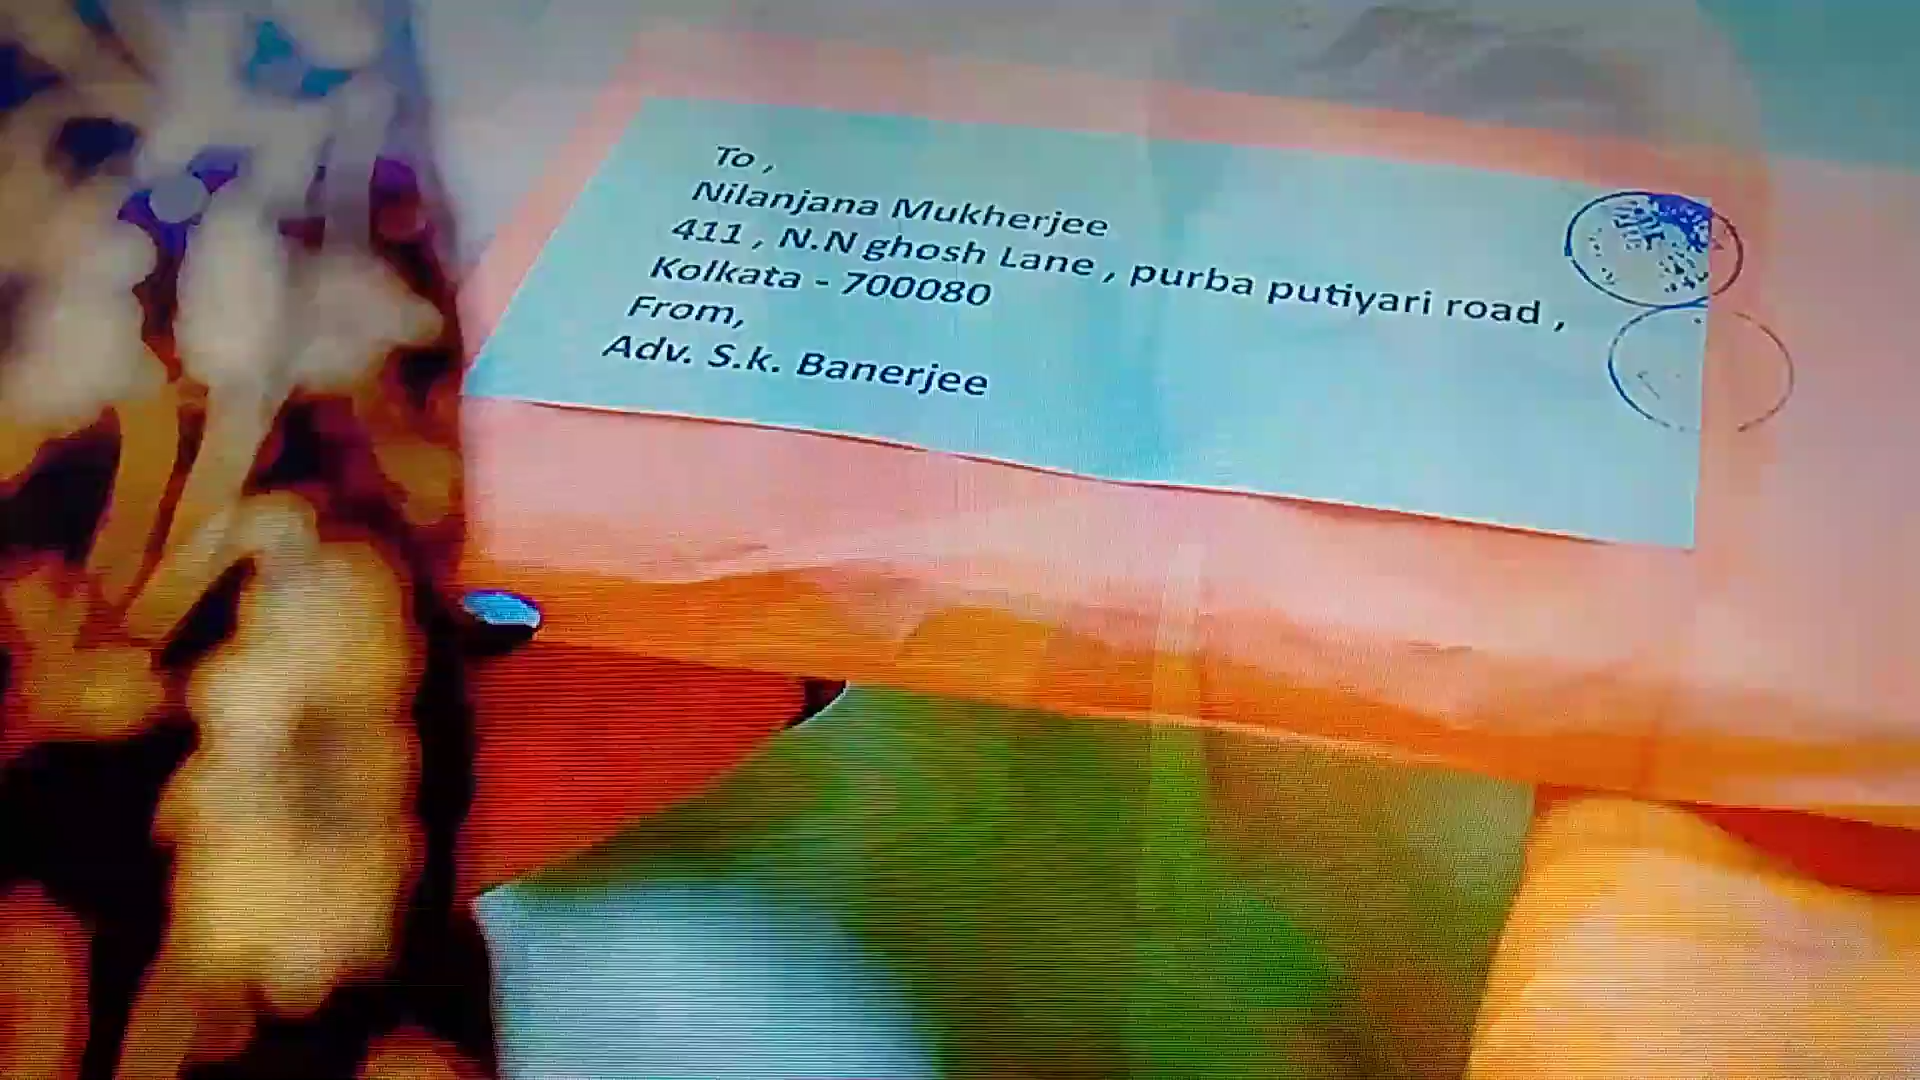 To ,
Nilanjana Mukherjee
411 , N.N ghosh Lane , purba putiyari road ,
Kolkata - 700080
From,
Adv. S.k. Banerjee